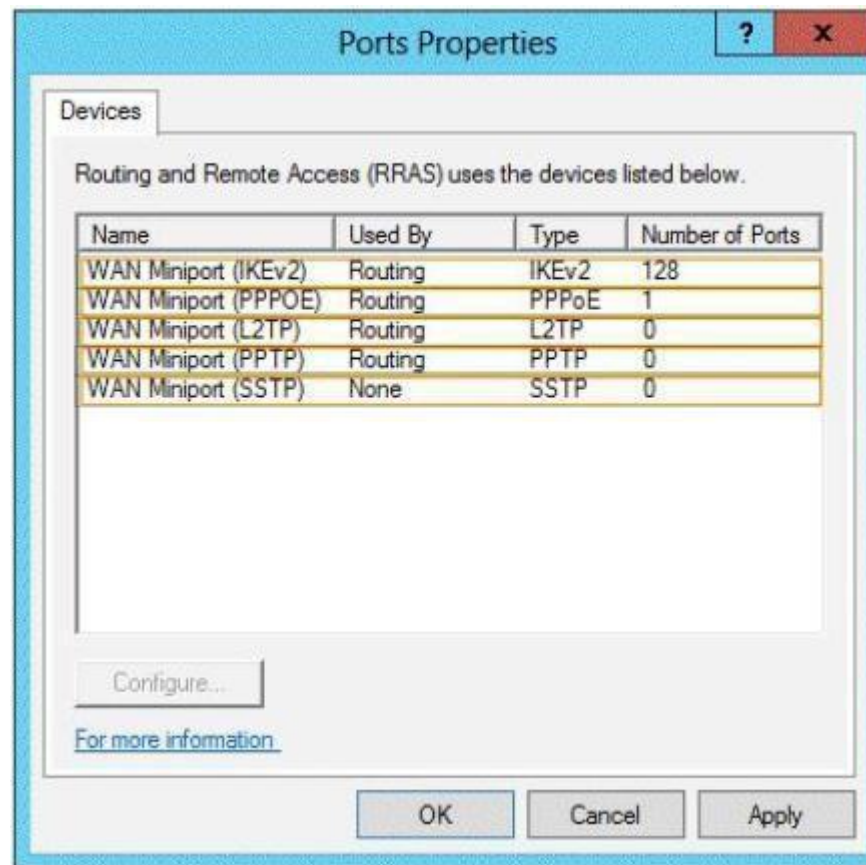 Ports Properties
?
x
Devices
Routing and Remote Access (RRAS) uses the devices listed below.
Name Used By Type Number of Ports
WAN Miniport (IKEv2) Routing IKEv2 128
WAN Miniport (PPPOE) Routing PPPoE 1
WAN Miniport (L2TP) Routing L2TP 0
WAN Miniport (PPTP) Routing PPTP 0
WAN Miniport (SSTP) None SSTP 0
Configure...
For more information
OK Cancel Apply